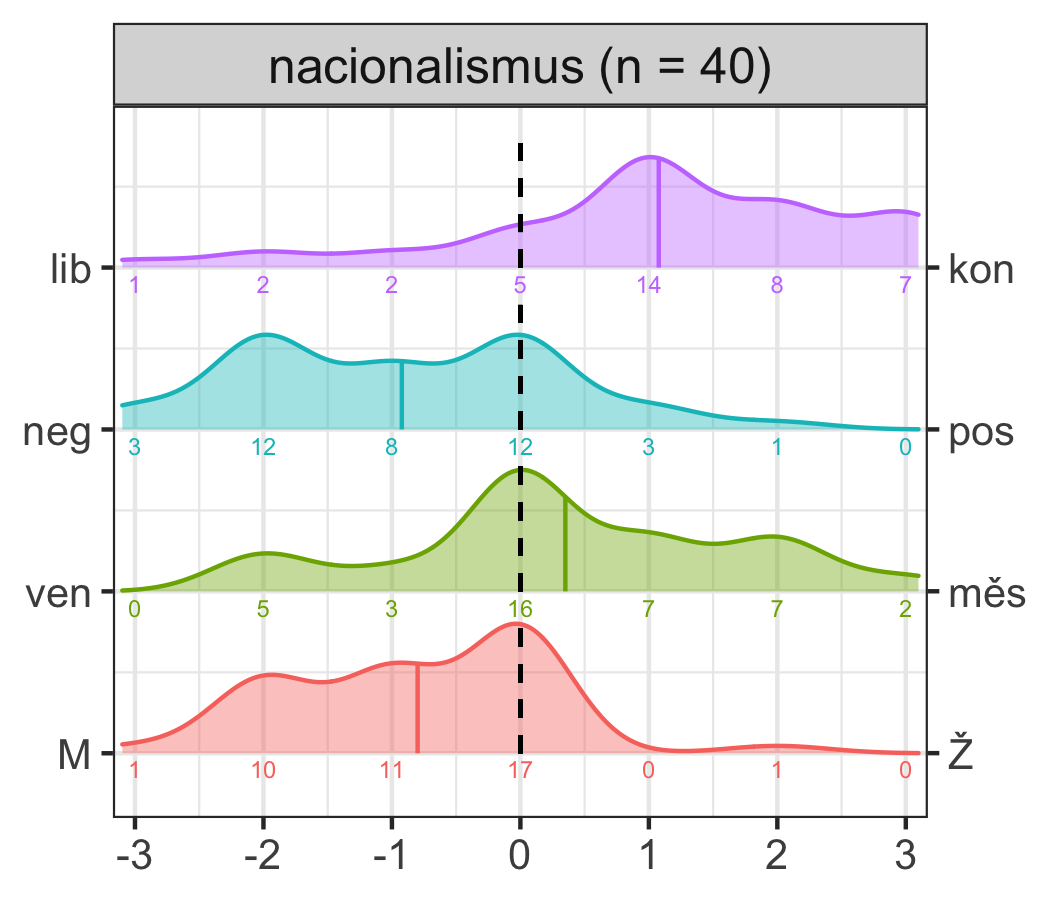 nacionalismus (n = 40)
lib kon
1 2 2 5 14 8 7
neg pos
3 12 8 12 3 1 0
ven měs
0 5 3 16 7 7 2
M Ž
1 10 11 17 0 1 0
-3 -2 -1 0 1 2 3